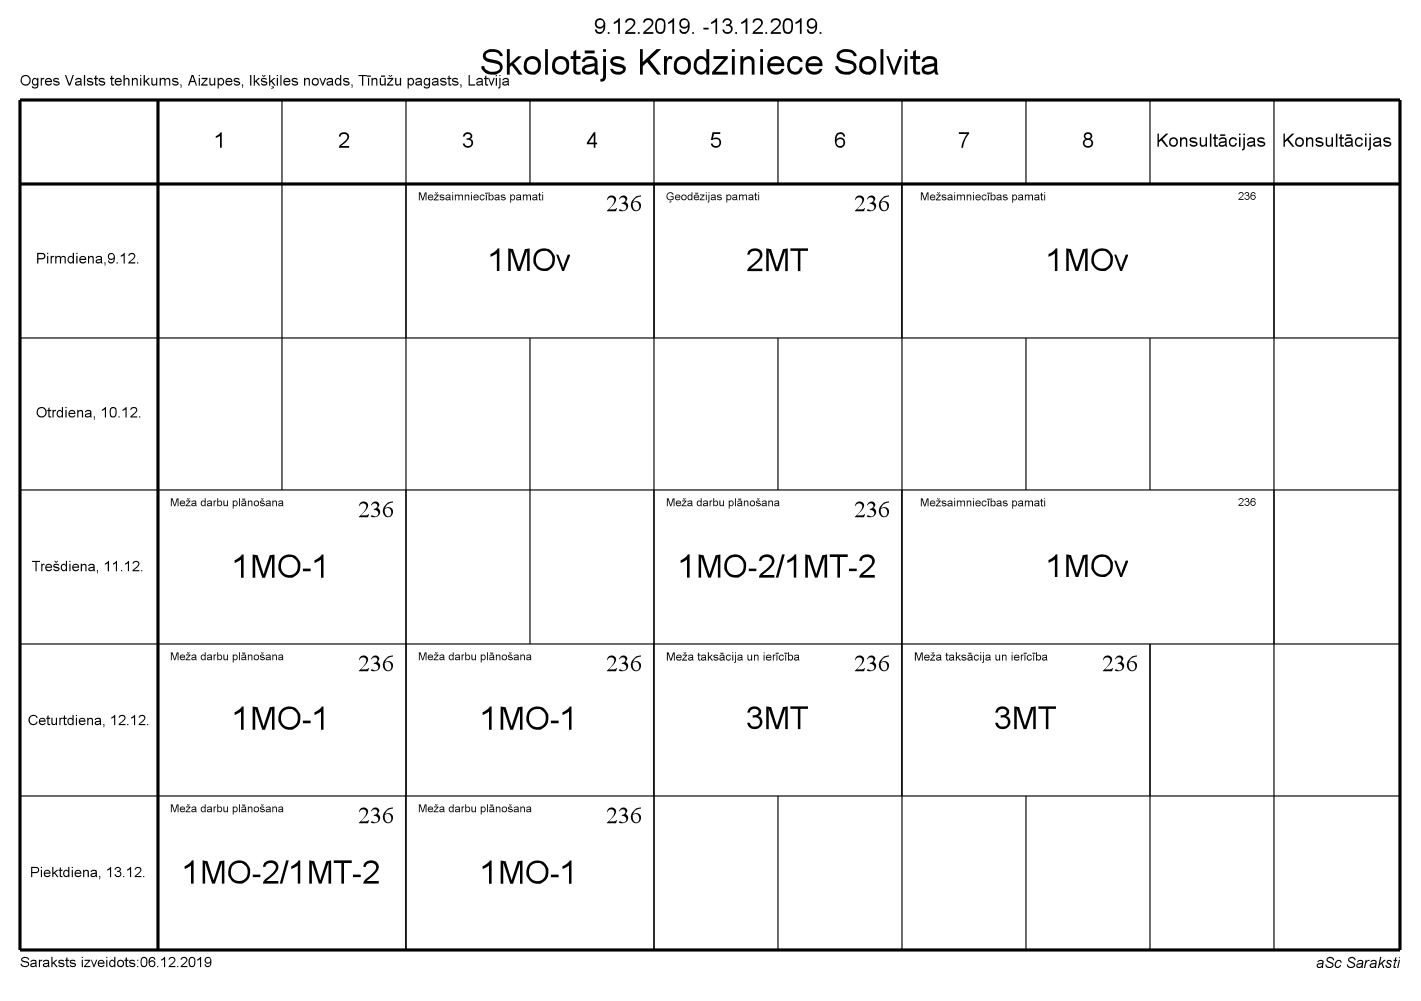 9.12.2019. -13.12.2019.
Skolotājs Krodziniece Solvita
Ogres Valsts tehnikums, Aizupes, Ikšķiles novads, Tīnūžu pagasts, Latvija
1 2 3 4 5 6 7 8 Konsultācijas Konsultācijas
Mežsaimniecības pamati 236 Ģeodēzijas pamati 236 Mežsaimniecības pamati 236
Pirmdiena,9.12. 1MOv 2MT 1MOv
Otrdiena, 10.12.
Meža darbu plānošana 236 Meža darbu plānošana 236 Mežsaimniecības pamati 236
Trešdiena, 11.12. 1MO-1 1MO-2/1MT-2 1MOv
Meža darbu plānošana 236 Meža darbu plānošana 236 Meža taksācija un ierīcība 236 Meža taksācija un ierīcība 236
Ceturtdiena, 12.12. 1MO-1 1MO-1 3MT 3MT
Meža darbu plānošana 236 Meža darbu plānošana 236
Piektdiena, 13.12. 1MO-2/1MT-2 1MO-1
Saraksts izveidots:06.12.2019 aSc Saraksti